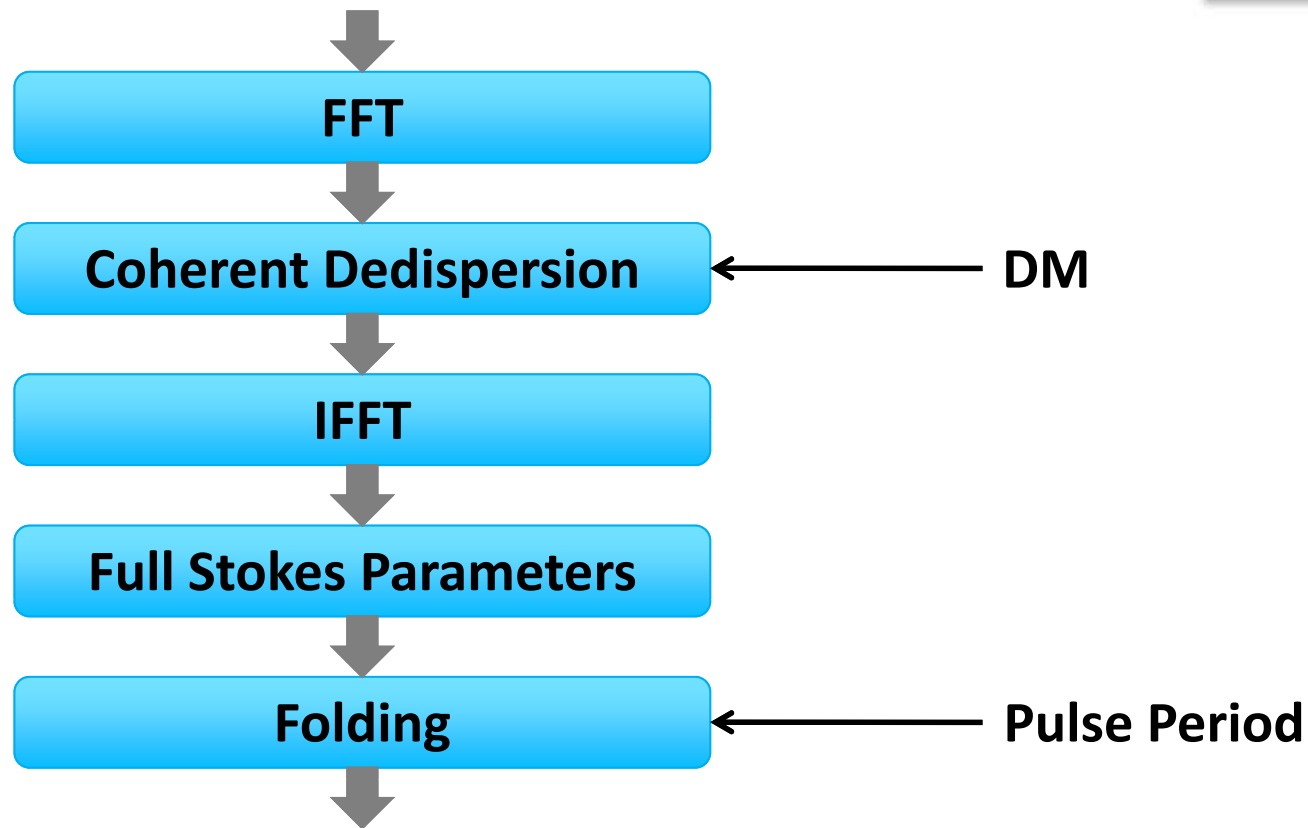 FFT
Coherent Dedispersion
DM
IFFT
Full Stokes Parameters
Folding
Pulse Period